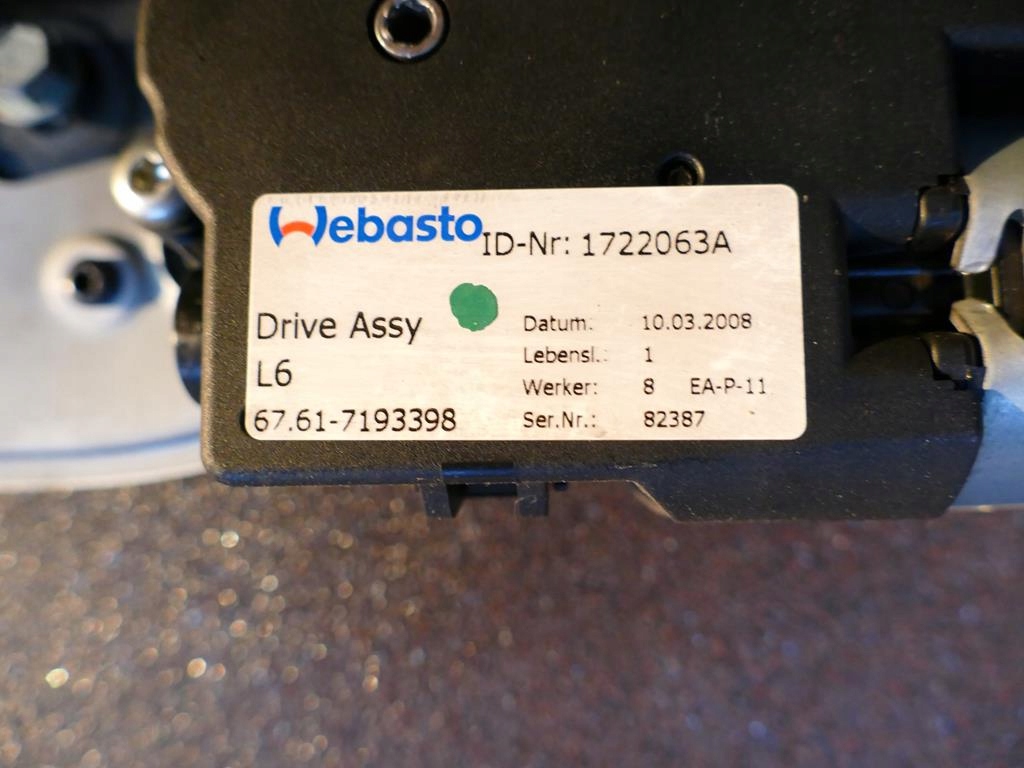 Webasto ID-Nr: 1722063A
Drive Assy
L6
67.61-7193398
Datum: 10.03.2008
Lebensl.: 1
Werker: 8 EA-P-11
Ser.Nr.: 82387